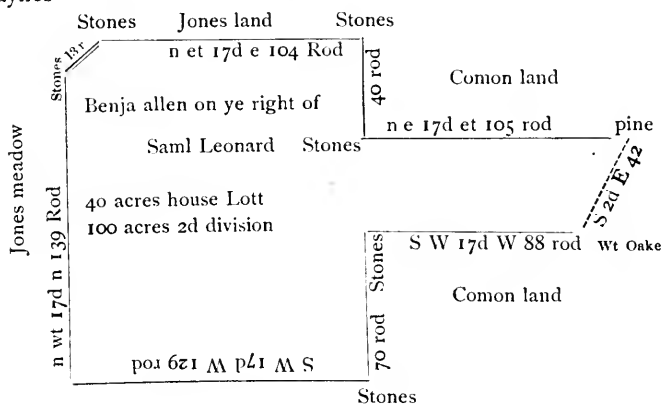 Stones Jones land Stones
13 r
n et 17d e 104 Rod
Stones
40 rod
Comon land
Benja allen on ye right of
n e 17d et 105 rod pine
Saml Leonard Stones
S 2d E 42
Jones meadow
n wt 17d n 139 Rod
40 acres house Lott
100 acres 2d division
S W 17d W 88 rod Wt Oake
Stones
Comon land
70 rod
S W 17d W 129 rod
Stones